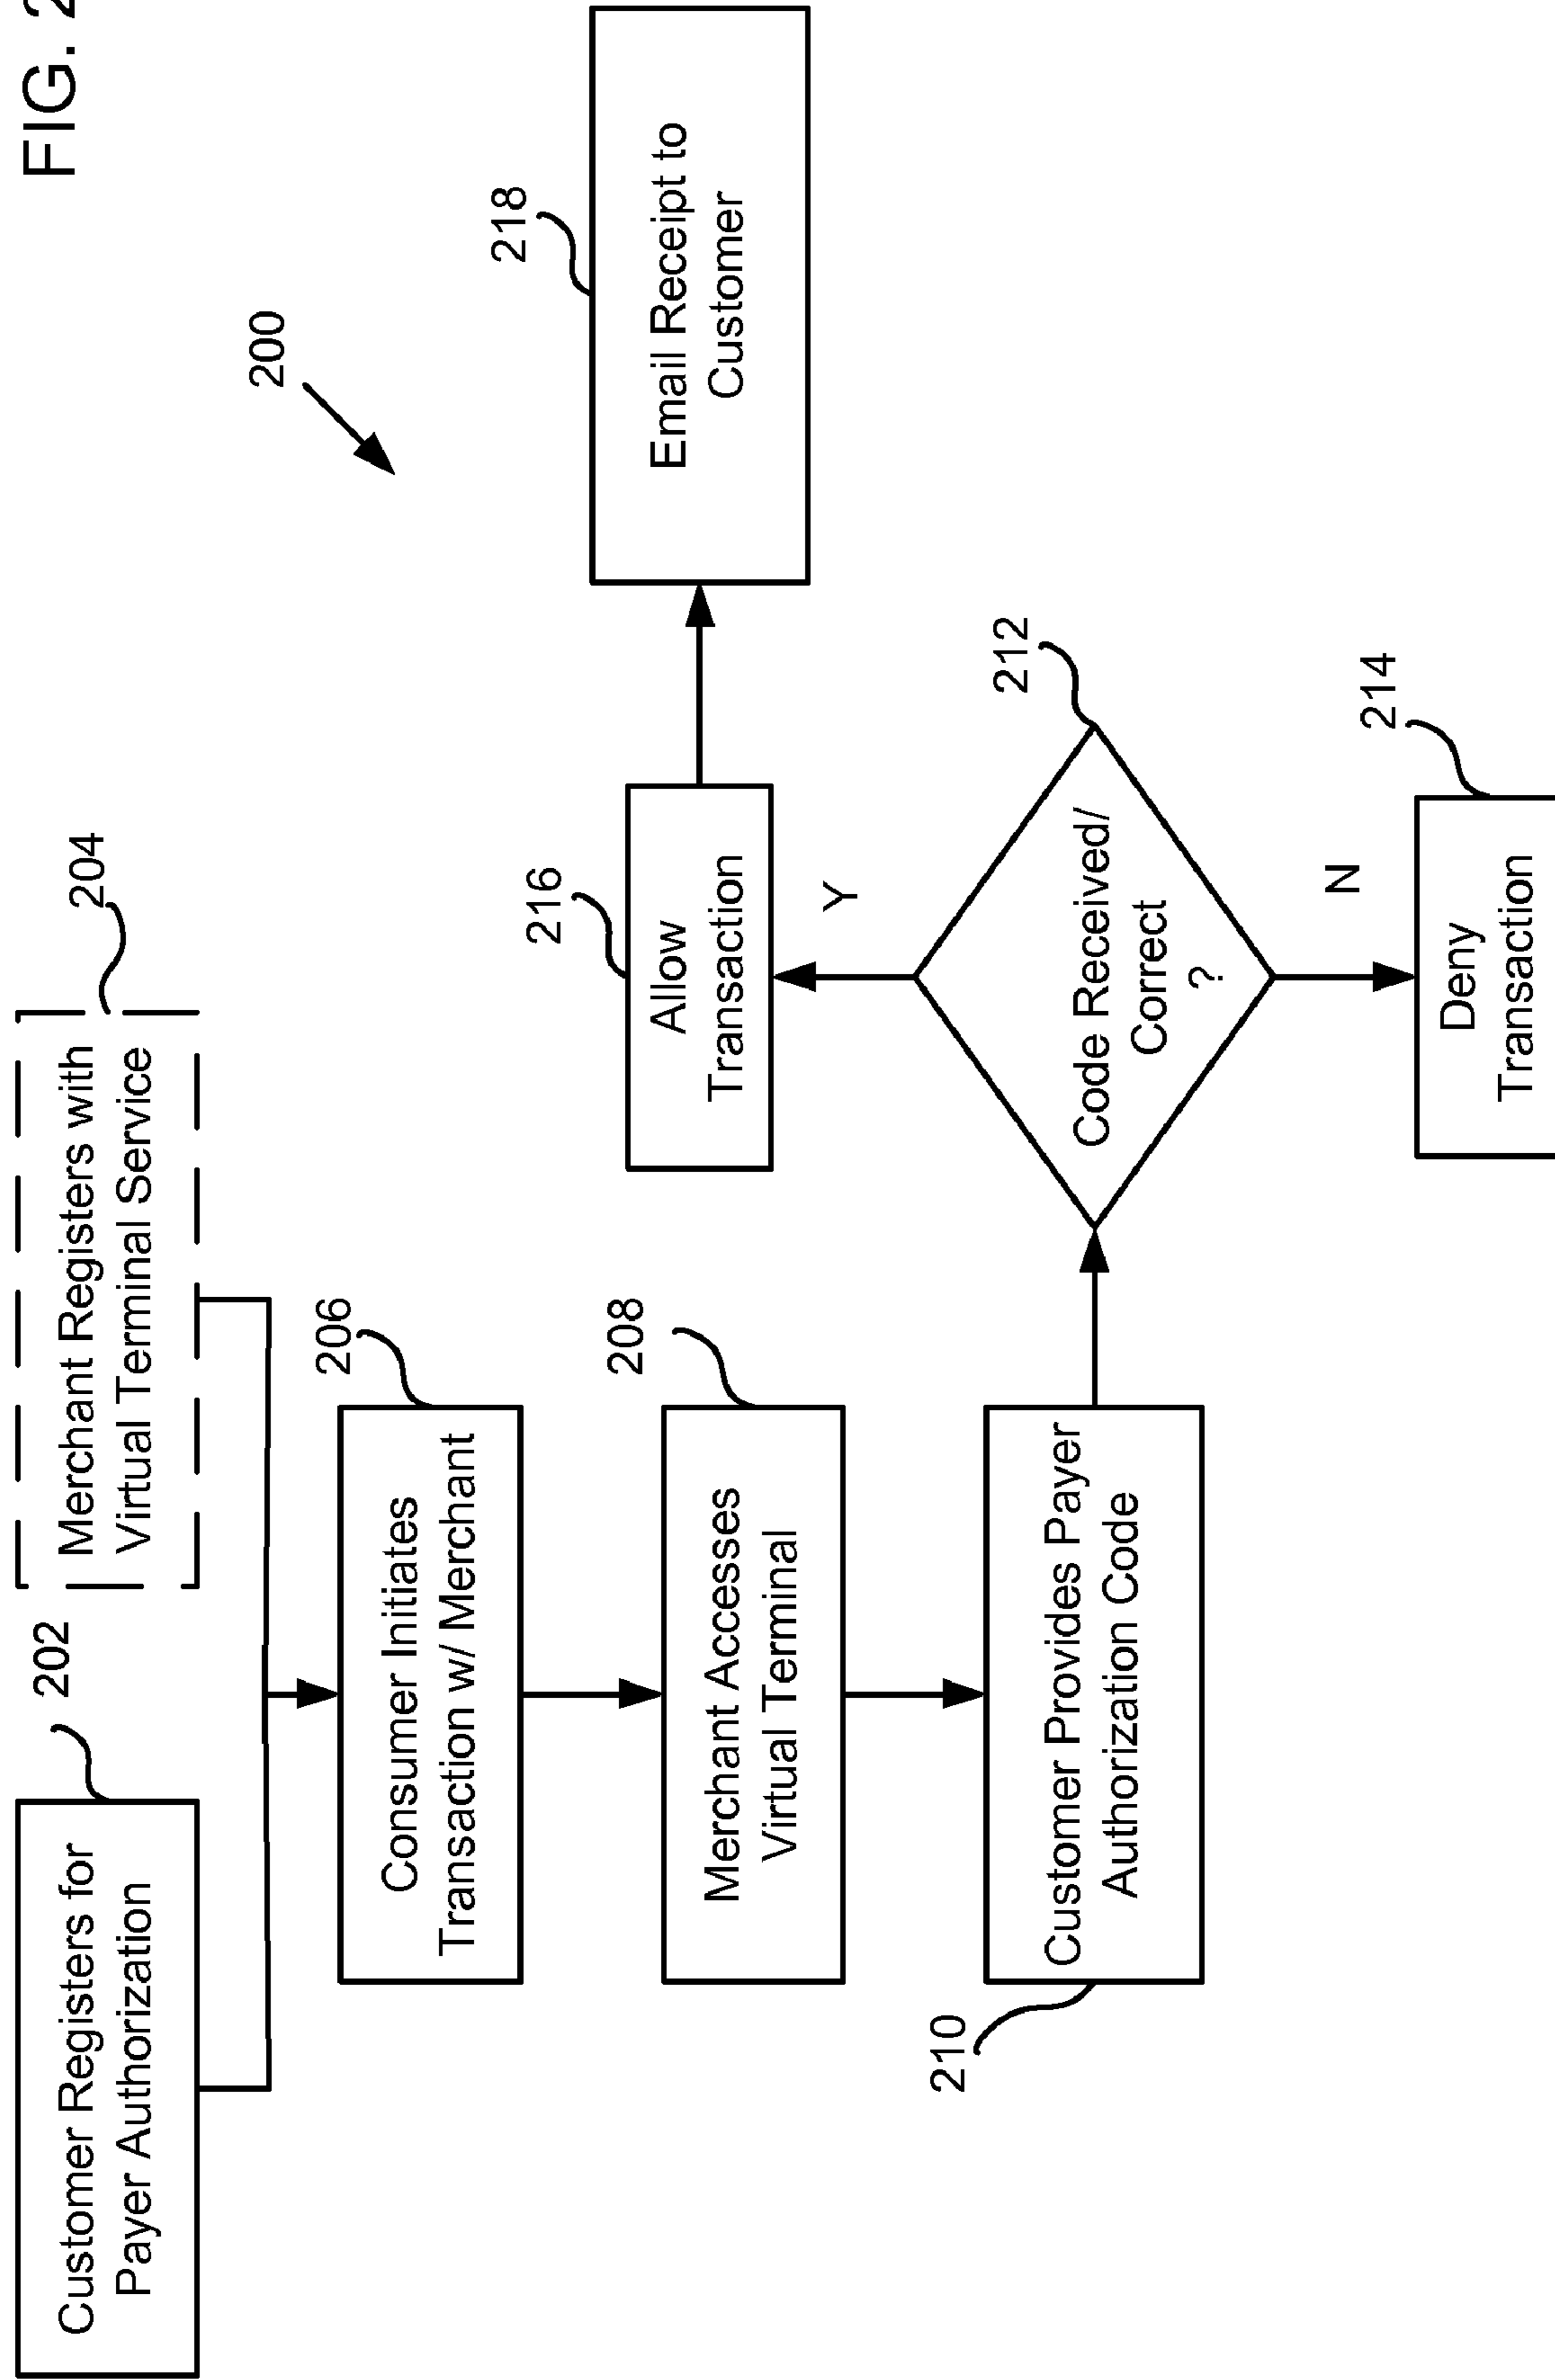 FIG. 2
200
202
Customer Registers for
Payer Authorization
204
Merchant Registers with
Virtual Terminal Service
206
Consumer Initiates
Transaction w/ Merchant
208
Merchant Accesses
Virtual Terminal
210
Customer Provides Payer
Authorization Code
212
Code Received/
Correct
?
Y
N
214
Deny
Transaction
216
Allow
Transaction
218
Email Receipt to
Customer